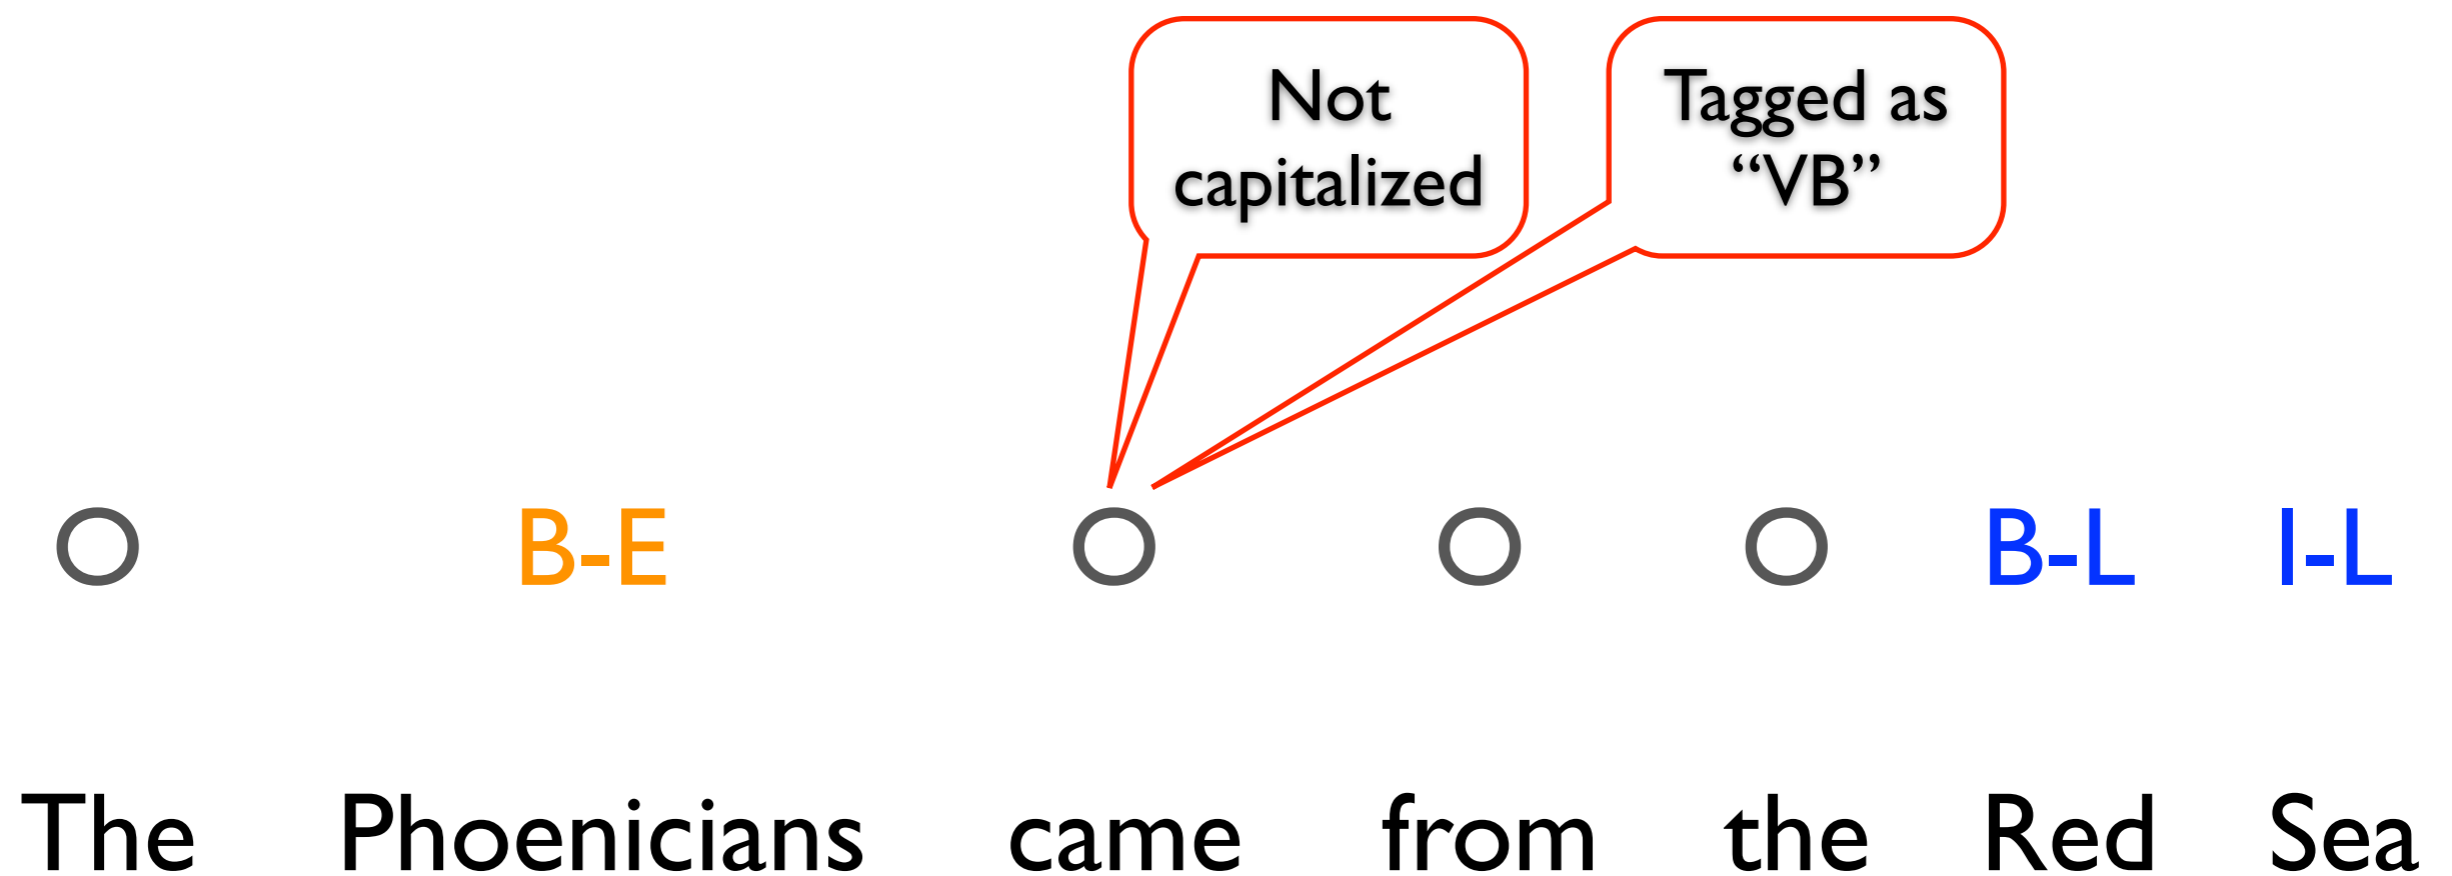 Not
capitalized
Tagged as
“VB”
O B-E O O O B-L I-L
The Phoenicians came from the Red Sea